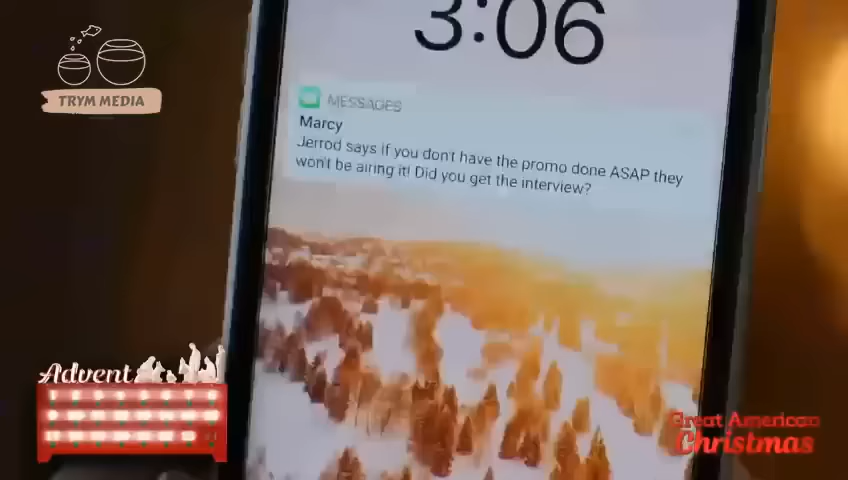 3:06
TRYM MEDIA
MESSAGES
Marcy
Jerrod says if you don't have the promo done ASAP they
won't be airing it! Did you get the interview?
Advent
Great American
Christmas